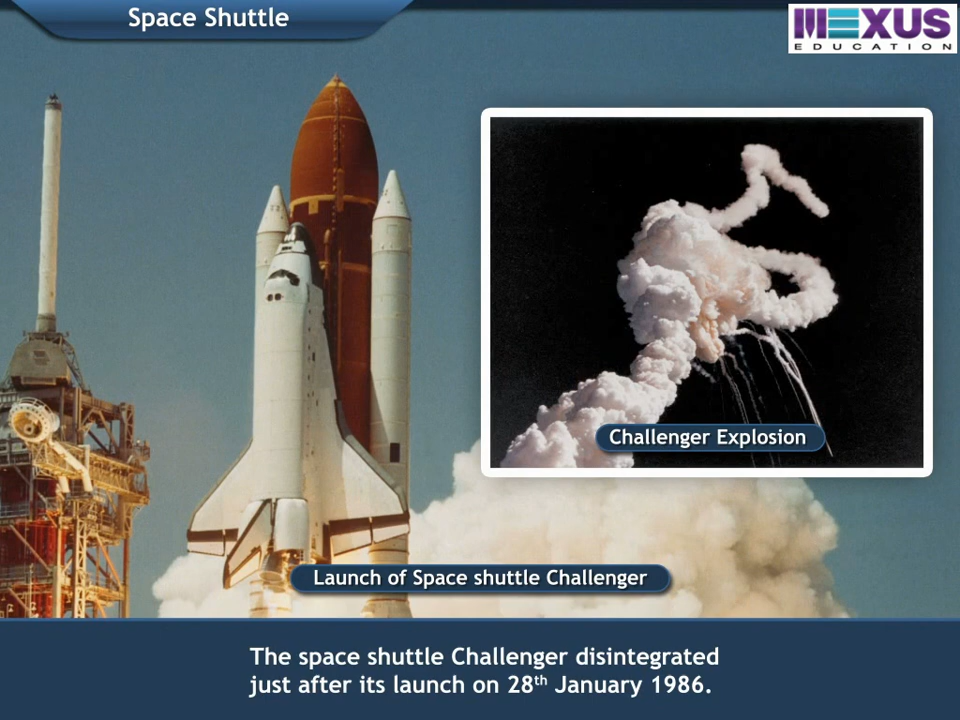 Space Shuttle
MEXUS
EDUCATION
Challenger Explosion
Launch of Space shuttle Challenger
The space shuttle Challenger disintegrated
just after its launch on 28th January 1986.